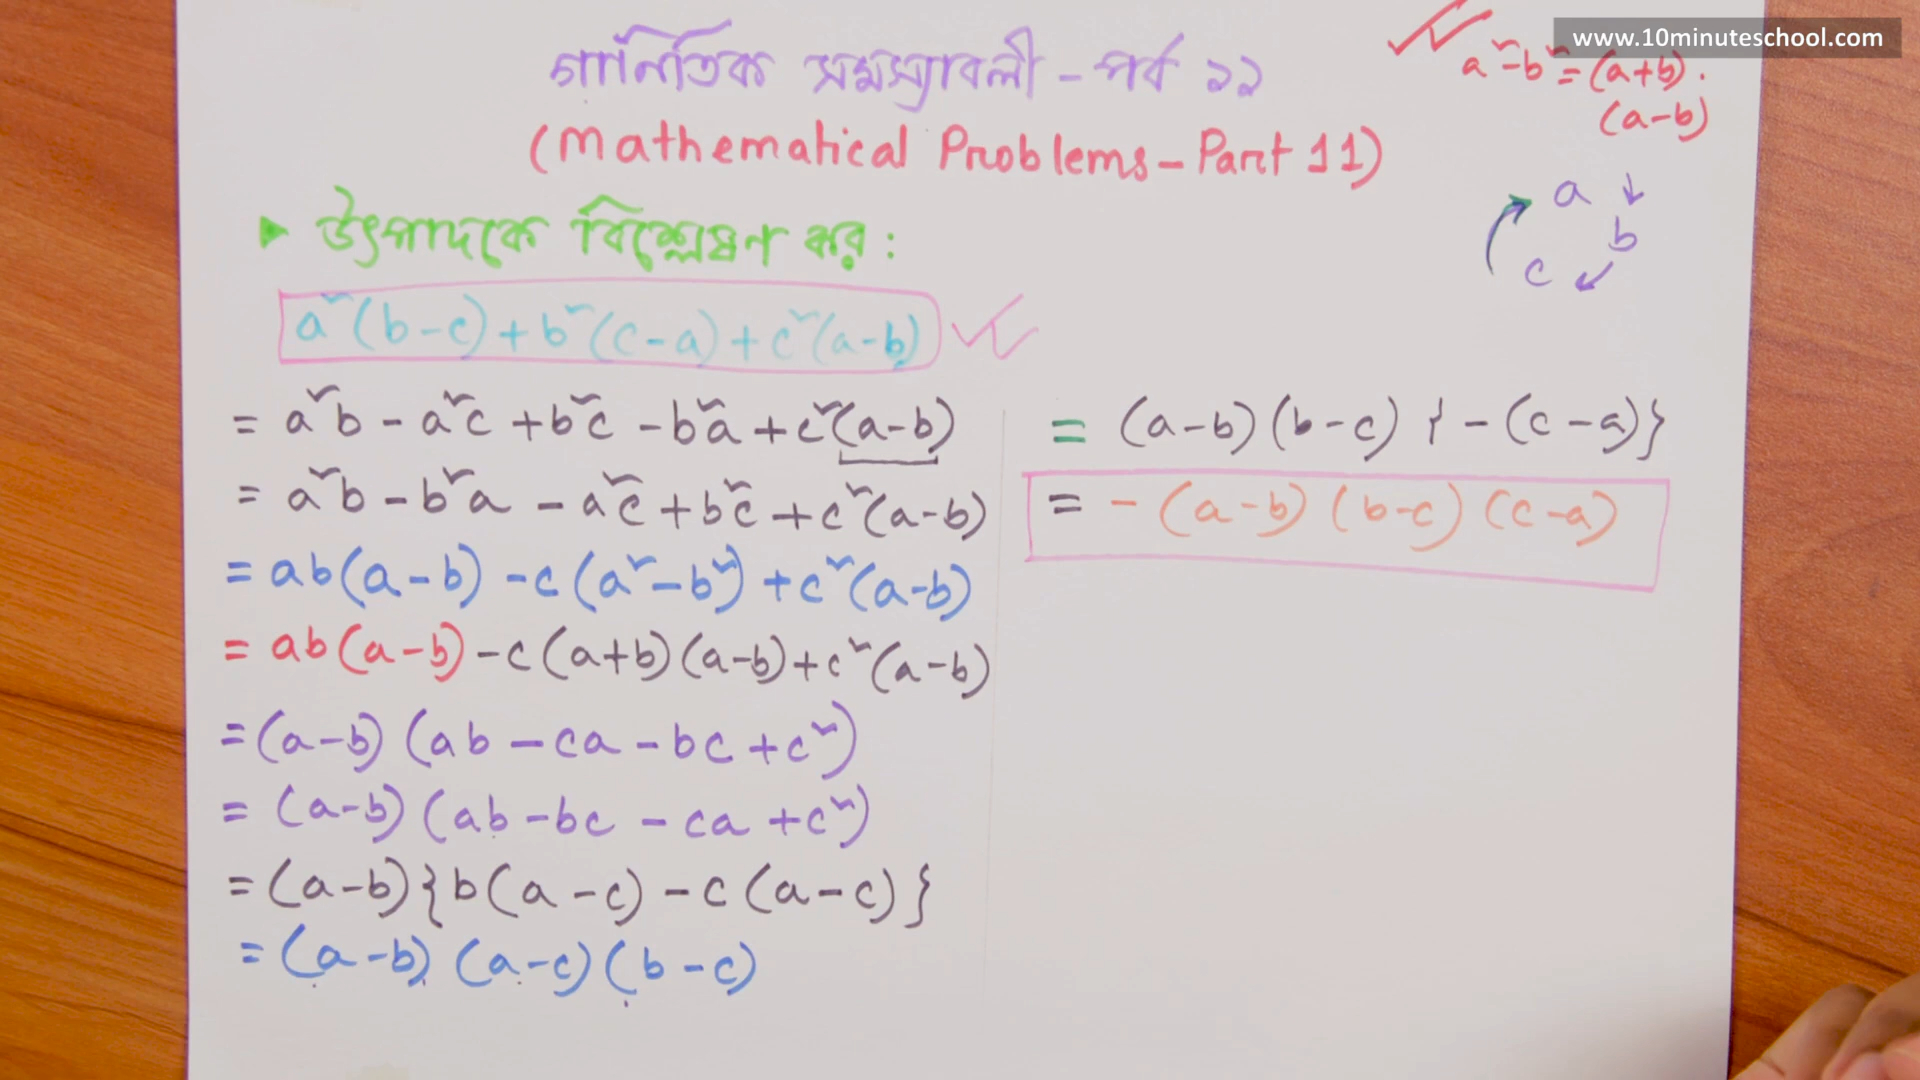 www.10minuteschool.com
গাণিতিক সমস্যাবলী - পর্ব ১১
(Mathematical Problems - Part 11)
a² - b² = (a+b).
(a-b)
a
b
c
▶ উৎপাদকে বিশ্লেষণ কর :
a²(b-c) + b²(c-a) + c²(a-b)
= a²b - a²c + b²c - b²a + c²(a-b)
= a²b - b²a - a²c + b²c + c²(a-b)
= ab(a-b) - c(a²-b²) + c²(a-b)
= ab(a-b) - c(a+b)(a-b) + c²(a-b)
= (a-b)(ab - ca - bc + c²)
= (a-b)(ab - bc - ca + c²)
= (a-b){b(a-c) - c(a-c)}
= (a-b)(a-c)(b-c)
= (a-b)(b-c){-(c-a)}
= -(a-b)(b-c)(c-a)